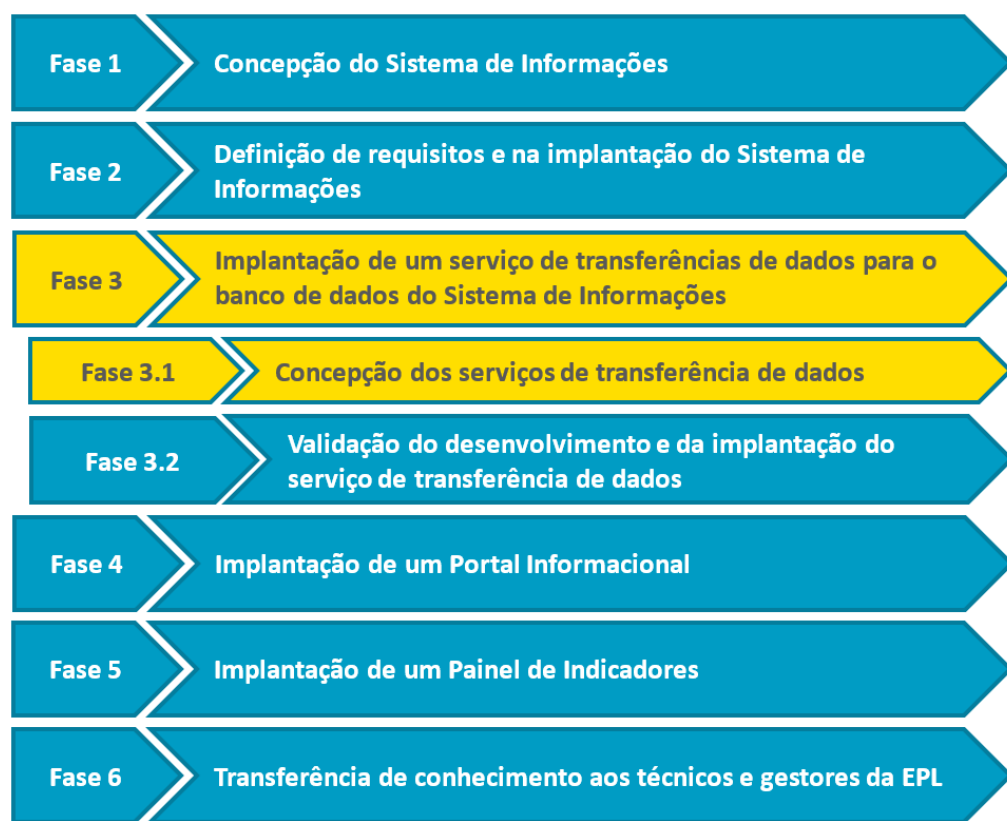 Fase 1
Concepção do Sistema de Informações
Fase 2
Definição de requisitos e na implantação do Sistema de
Informações
Fase 3
Implantação de um serviço de transferências de dados para o
banco de dados do Sistema de Informações
Fase 3.1
Concepção dos serviços de transferência de dados
Fase 3.2
Validação do desenvolvimento e da implantação do
serviço de transferência de dados
Fase 4
Implantação de um Portal Informacional
Fase 5
Implantação de um Painel de Indicadores
Fase 6
Transferência de conhecimento aos técnicos e gestores da EPL